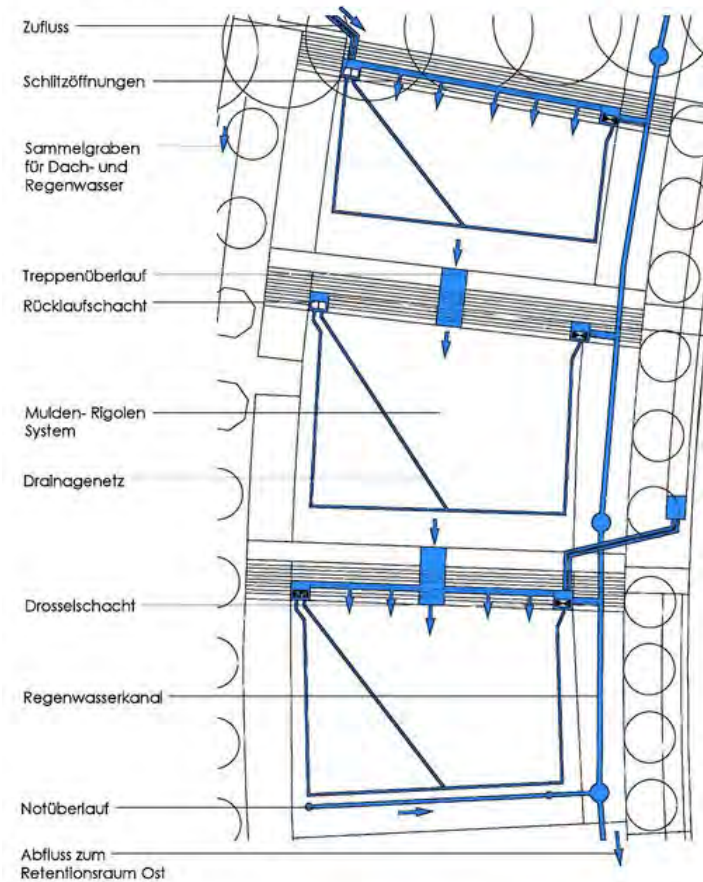 Zufluss
Schlitzöffnungen
Sammelgraben
für Dach- und
Regenwasser
Treppenüberlauf
Rücklaufschacht
Mulden- Rigolen
System
Drainagenetz
Drosselschacht
Regenwasserkanal
Notüberlauf
Abfluss zum
Retentionsraum Ost